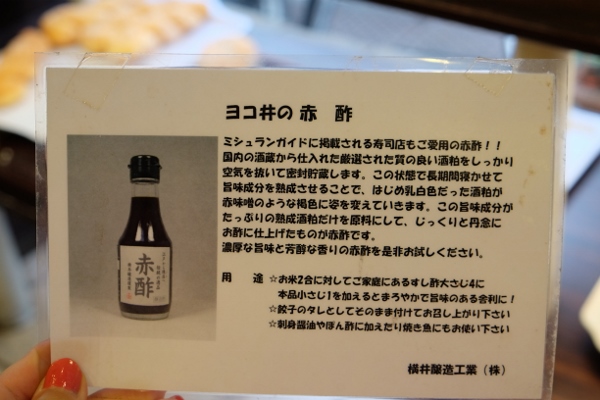 ヨコ井の 赤 酢
ミシュランガイドに掲載される寿司店もご愛用の赤酢！！
国内の酒蔵から仕入れた厳選された質の良い酒粕をしっかり
空気を抜いて密封貯蔵します。この状態で長期間寝かせて
旨味成分を熟成させることで、はじめ乳白色だった酒粕が
赤味噌のような褐色に姿を変えていきます。この旨味成分が
たっぷりの熟成酒粕だけを原料にして、じっくりと丹念に
お酢に仕上げたものが赤酢です。
濃厚な旨味と芳醇な香りの赤酢を是非お試しください。
赤酢
用 途 ☆お米2合に対してご家庭にあるすし酢大さじ4に
本品小さじ1を加えるとまろやかで旨味のある舎利に！
☆餃子のタレとしてそのまま付けてお召し上がり下さい
☆刺身醤油やぽん酢に加えたり焼き魚にもお使い下さい
横井醸造工業（株）